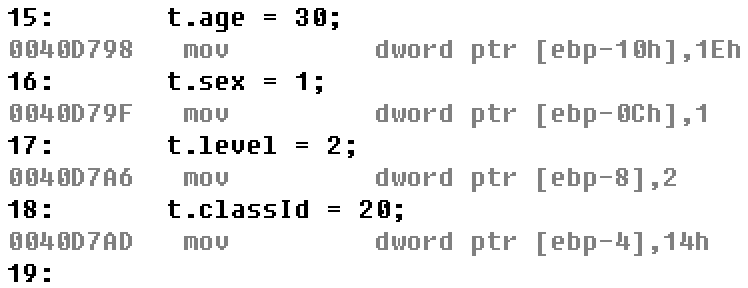 15:       t.age = 30;
0040D798   mov         dword ptr [ebp-10h],1Eh
16:       t.sex = 1;
0040D79F   mov         dword ptr [ebp-0Ch],1
17:       t.level = 2;
0040D7A6   mov         dword ptr [ebp-8],2
18:       t.classId = 20;
0040D7AD   mov         dword ptr [ebp-4],14h
19: